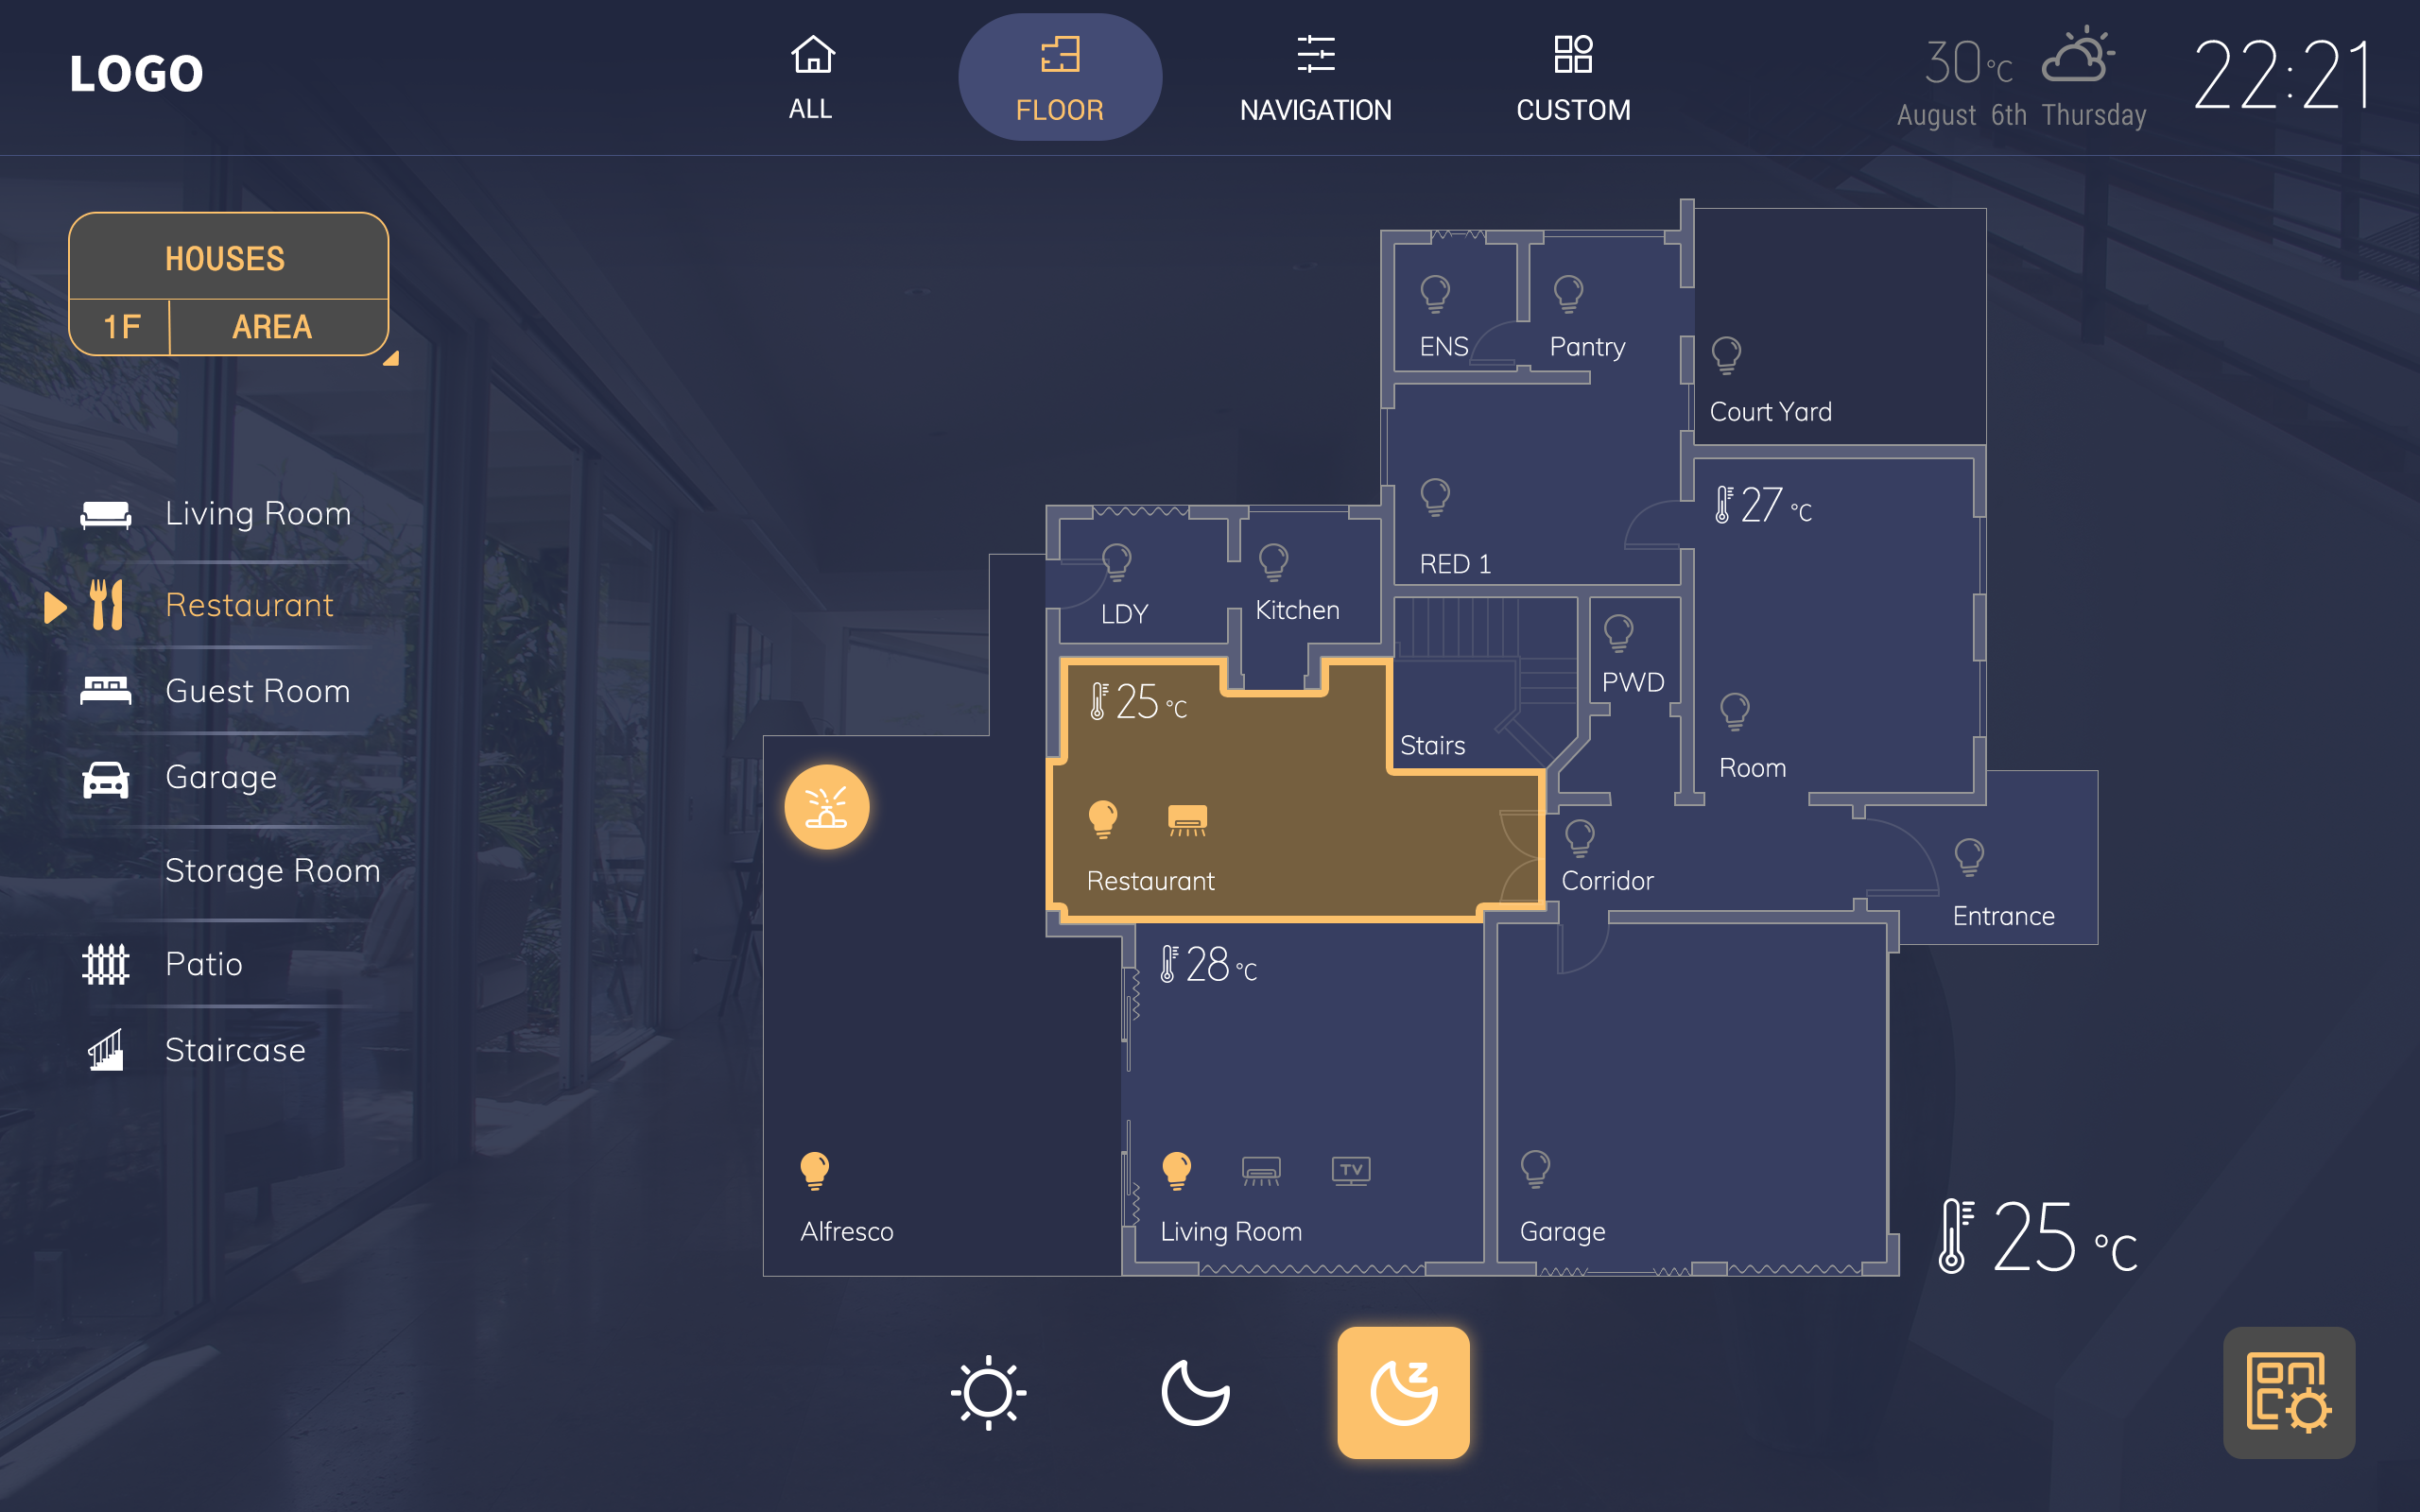 LOGO
ALL
FLOOR
NAVIGATION
CUSTOM
30°C
August 6th Thursday
22:21
HOUSES
1F
AREA
Living Room
Restaurant
Guest Room
Garage
Storage Room
Patio
Staircase
ENS
Pantry
Court Yard
27 °C
RED 1
LDY
Kitchen
PWD
25 °C
Stairs
Room
Restaurant
Corridor
Entrance
28 °C
TV
Alfresco
Living Room
Garage
25 °C
Z